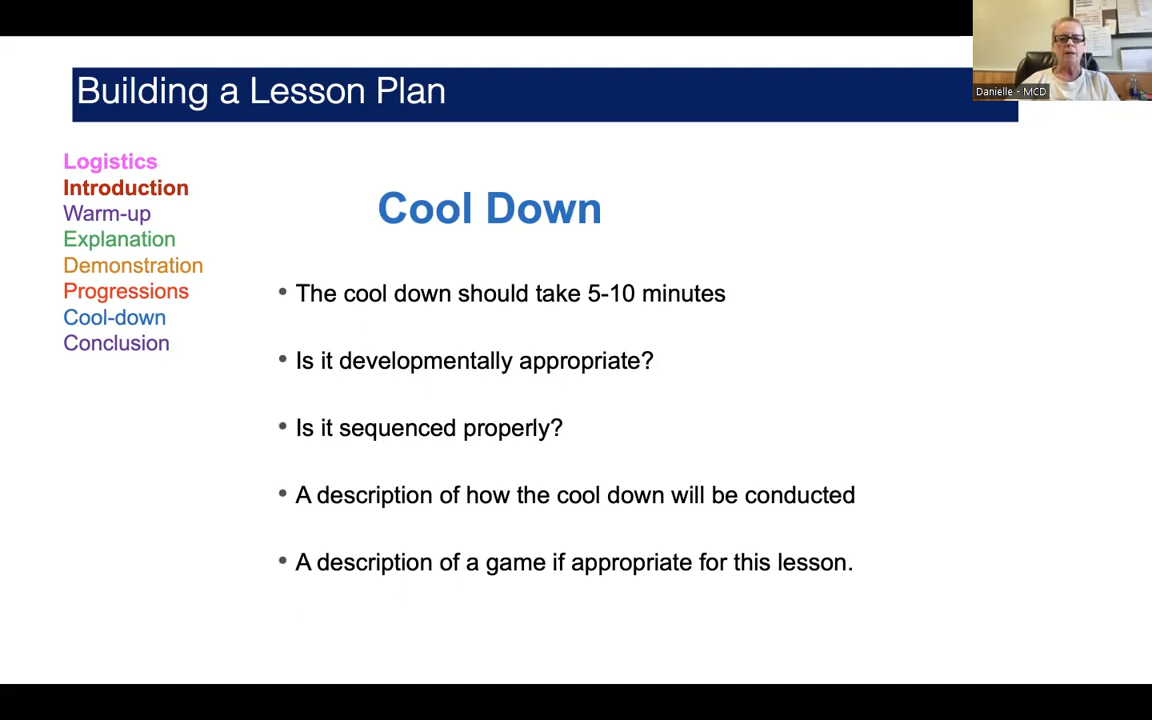 Building a Lesson Plan
Danielle - MCD
Logistics
Introduction
Warm-up
Explanation
Demonstration
Progressions
Cool-down
Conclusion
Cool Down
• The cool down should take 5-10 minutes
• Is it developmentally appropriate?
• Is it sequenced properly?
• A description of how the cool down will be conducted
• A description of a game if appropriate for this lesson.